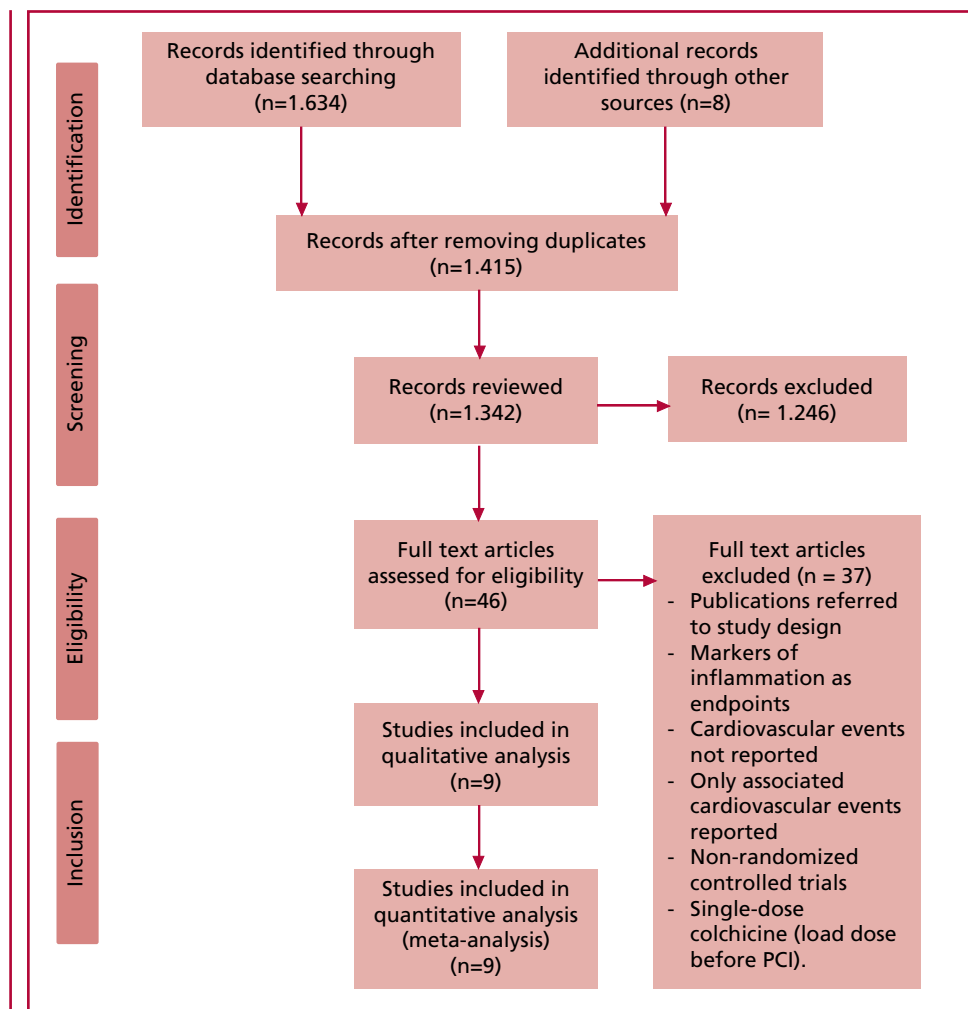 Records identified through
database searching
(n=1.634)
Additional records
identified through other
sources (n=8)
Identification
Records after removing duplicates
(n=1.415)
Screening
Records reviewed
(n=1.342)
Records excluded
(n= 1.246)
Eligibility
Full text articles
assessed for eligibility
(n=46)
Full text articles
excluded (n = 37)
- Publications referred
to study design
- Markers of
inflammation as
endpoints
- Cardiovascular events
not reported
- Only associated
cardiovascular events
reported
- Non-randomized
controlled trials
- Single-dose
colchicine (load dose
before PCI).
Studies included in
qualitative analysis
(n=9)
Inclusion
Studies included in
quantitative analysis
(meta-analysis)
(n=9)